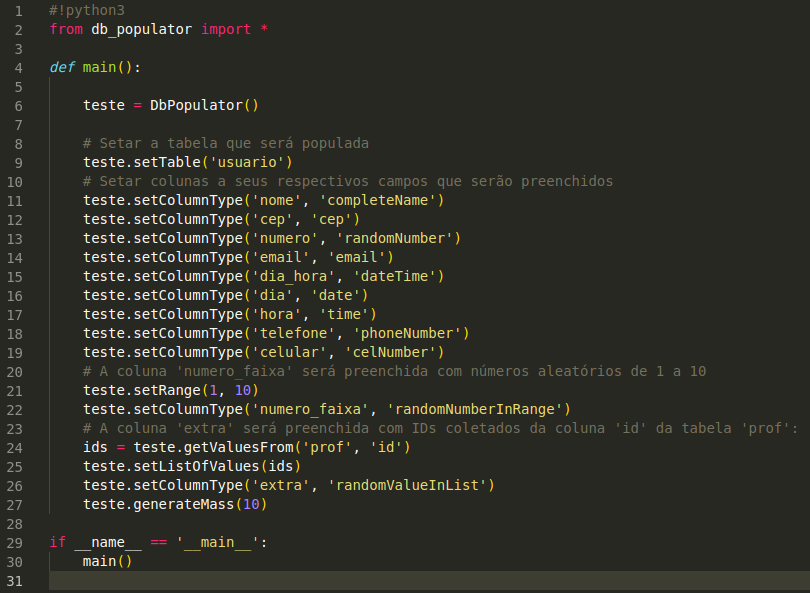 1 #!python3
2 from db_populator import *
3
4 def main():
5
6 teste = DbPopulator()
7
8 # Setar a tabela que será populada
9 teste.setTable('usuario')
10 # Setar colunas a seus respectivos campos que serão preenchidos
11 teste.setColumnType('nome', 'completeName')
12 teste.setColumnType('cep', 'cep')
13 teste.setColumnType('numero', 'randomNumber')
14 teste.setColumnType('email', 'email')
15 teste.setColumnType('dia_hora', 'dateTime')
16 teste.setColumnType('dia', 'date')
17 teste.setColumnType('hora', 'time')
18 teste.setColumnType('telefone', 'phoneNumber')
19 teste.setColumnType('celular', 'celNumber')
20 # A coluna 'numero_faixa' será preenchida com números aleatórios de 1 a 10
21 teste.setRange(1, 10)
22 teste.setColumnType('numero_faixa', 'randomNumberInRange')
23 # A coluna 'extra' será preenchida com IDs coletados da coluna 'id' da tabela 'prof':
24 ids = teste.getValuesFrom('prof', 'id')
25 teste.setListOfValues(ids)
26 teste.setColumnType('extra', 'randomValueInList')
27 teste.generateMass(10)
28
29 if __name__ == '__main__':
30 main()
31